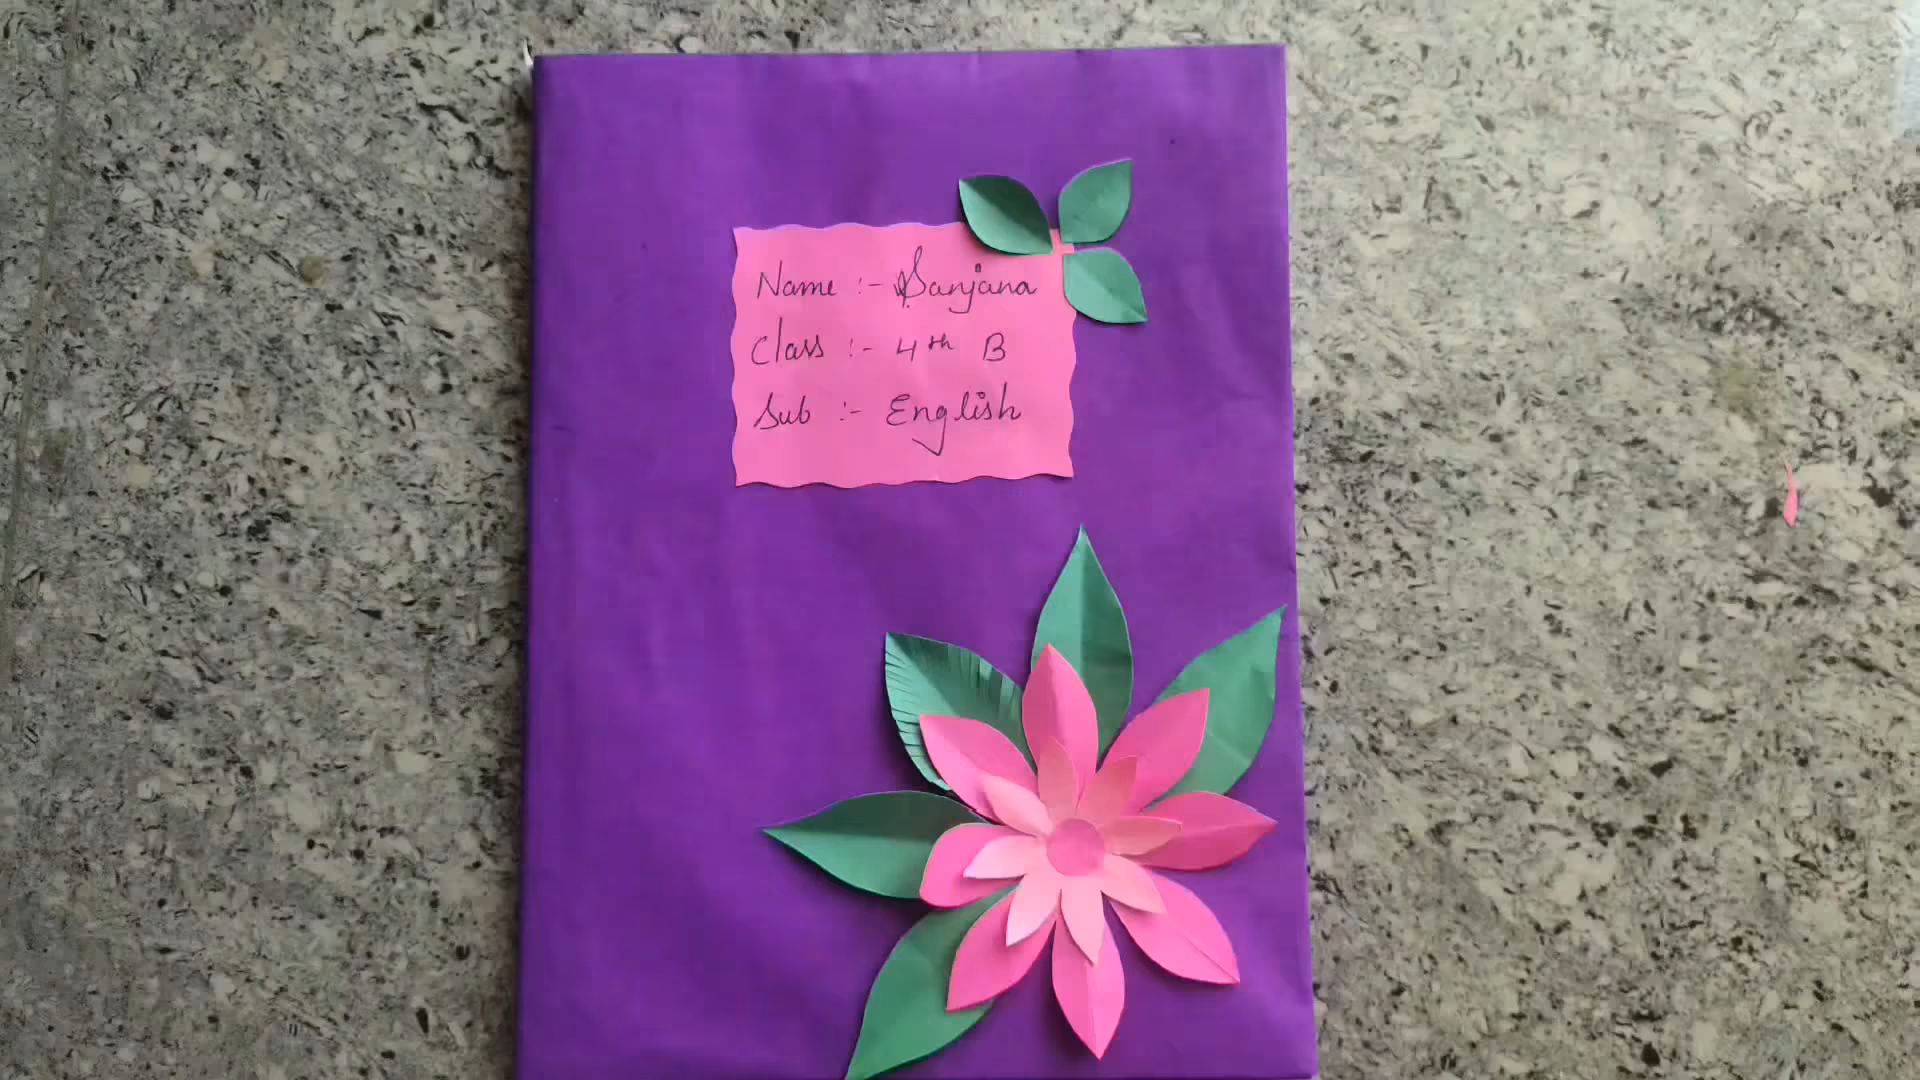 Name :- Sanjana
Class :- 4th B
Sub :- English